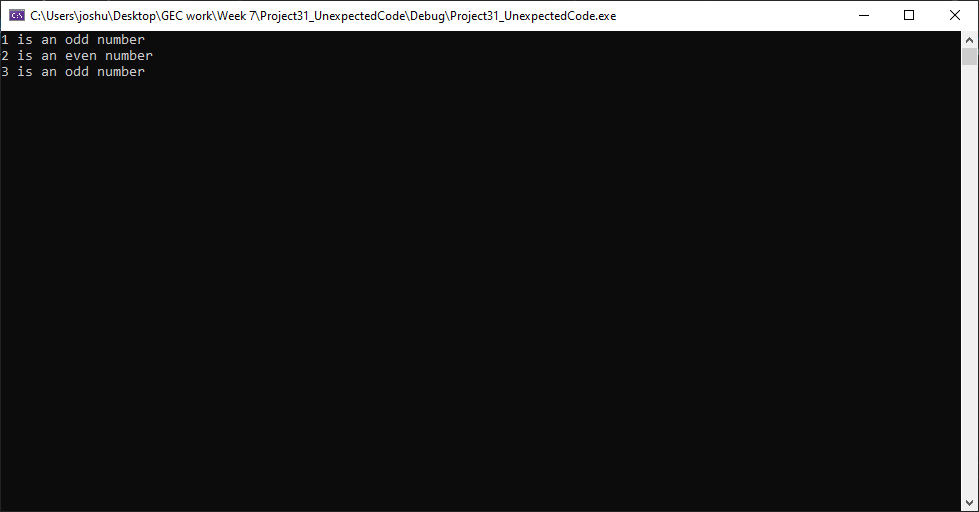 C:\Users\joshu\Desktop\GEC work\Week 7\Project31_UnexpectedCode\Debug\Project31_UnexpectedCode.exe
1 is an odd number
2 is an even number
3 is an odd number